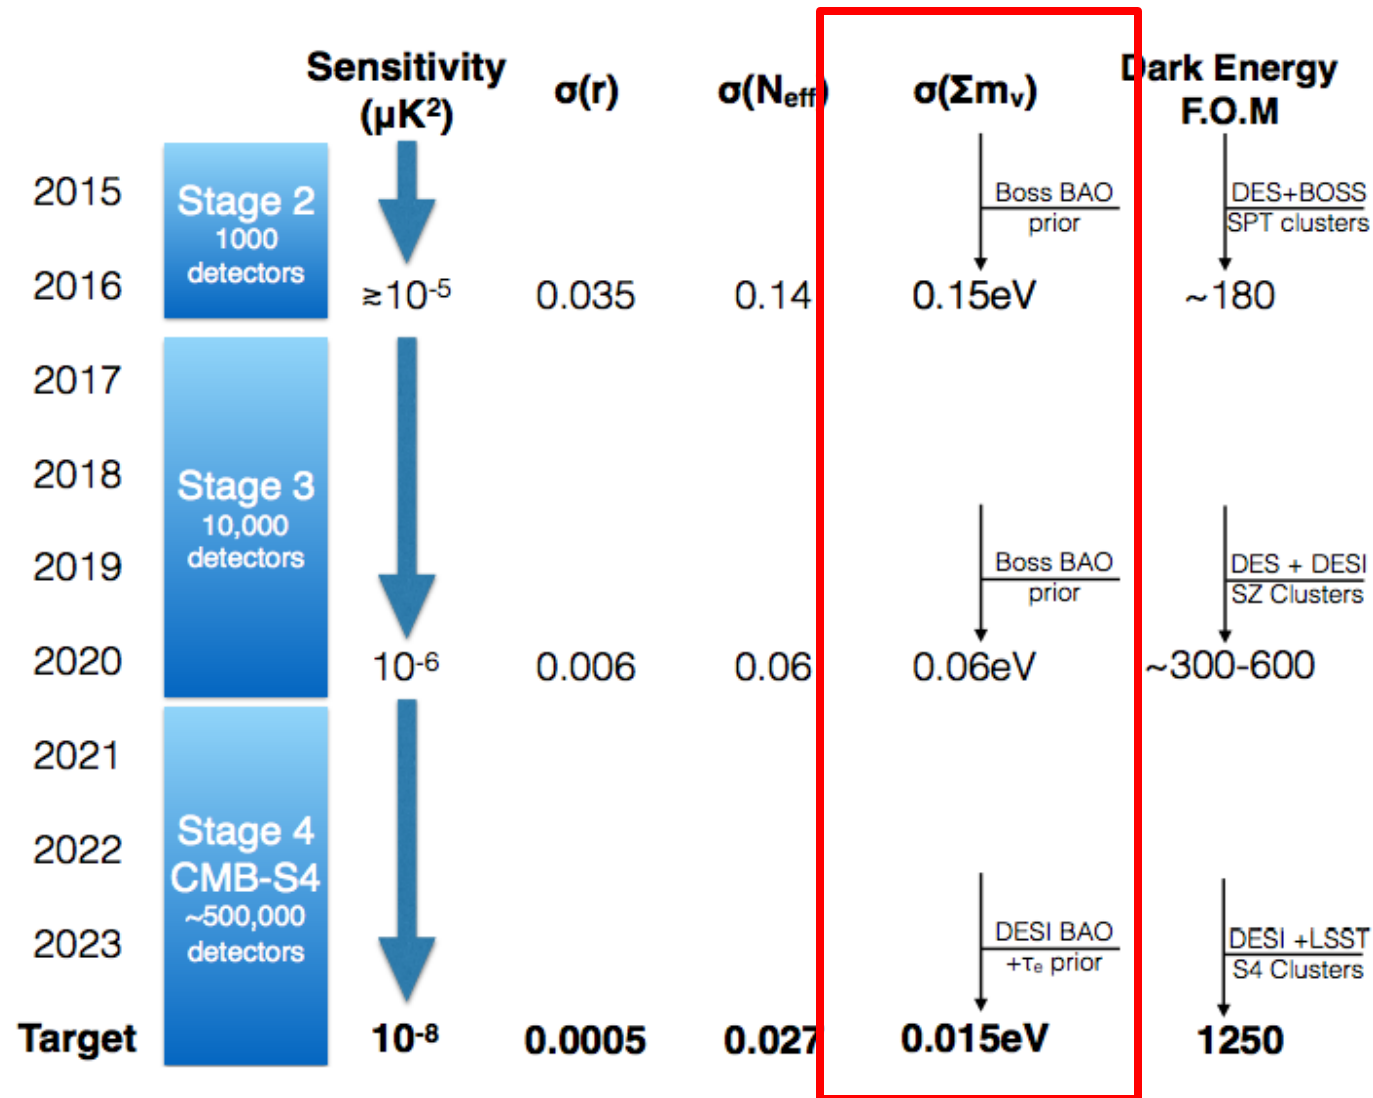 Sensitivity
(μK²)
σ(r)
σ(Neff)
σ(Σmν)
Dark Energy
F.O.M
2015
Stage 2
1000
detectors
Boss BAO
prior
DES+BOSS
SPT clusters
2016
≳10-5
0.035
0.14
0.15eV
~180
2017
2018
Stage 3
10,000
detectors
2019
Boss BAO
prior
DES + DESI
SZ Clusters
2020
10-6
0.006
0.06
0.06eV
~300-600
2021
2022
Stage 4
CMB-S4
~500,000
detectors
2023
DESI BAO
+τe prior
DESI +LSST
S4 Clusters
Target
10-8
0.0005
0.027
0.015eV
1250